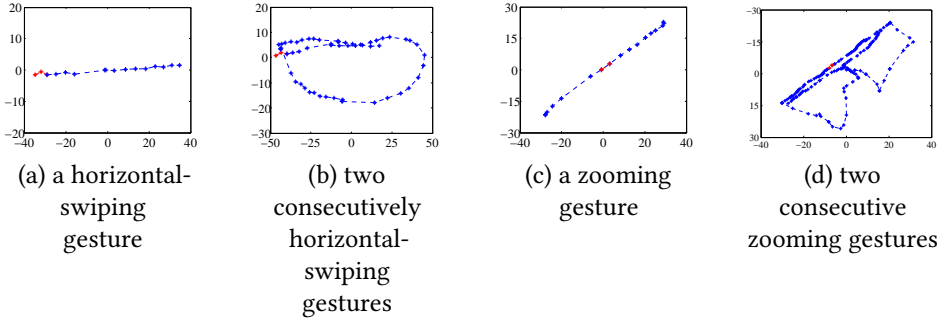 20
10
0
−10
−20
−40 −20 0 20 40
20
10
0
−10
−20
−30
−50 −25 0 25 50
30
15
0
−15
−30
−40 −20 0 20 40
−30
−15
0
15
30
−40 −20 0 20 40
(a) a horizontal-
swiping
gesture
(b) two
consecutively
horizontal-
swiping
gestures
(c) a zooming
gesture
(d) two
consecutive
zooming gestures